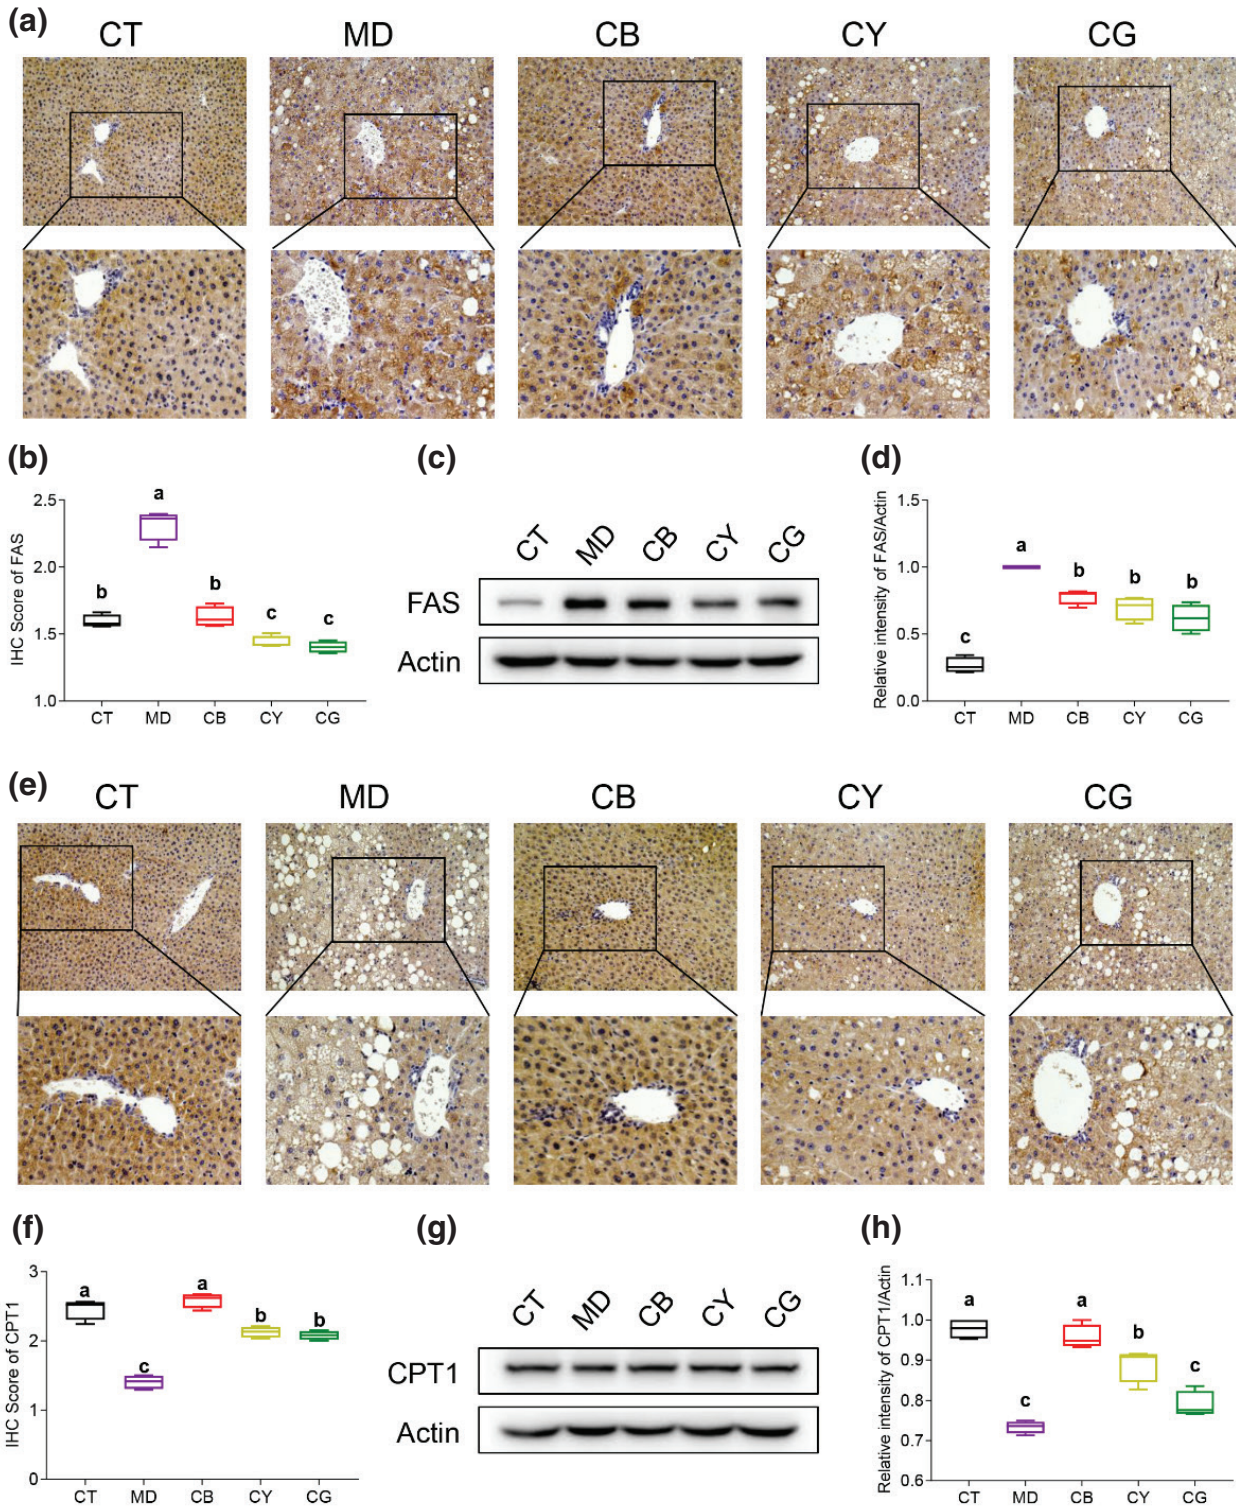 (a)
CT MD CB CY CG
(b)
a
b
b
c
c
IHC Score of FAS
2.5
2.0
1.5
1.0
CT MD CB CY CG
(c)
CT MD CB CY CG
FAS
Actin
(d)
a
b
b
b
c
Relative intensity of FAS/Actin
1.5
1.0
0.5
0.0
CT MD CB CY CG
(e)
CT MD CB CY CG
(f)
a
a
b
b
c
IHC Score of CPT1
3
2
1
0
CT MD CB CY CG
(g)
CT MD CB CY CG
CPT1
Actin
(h)
a
a
b
c
c
Relative intensity of CPT1/Actin
1.1
1.0
0.9
0.8
0.7
0.6
CT MD CB CY CG